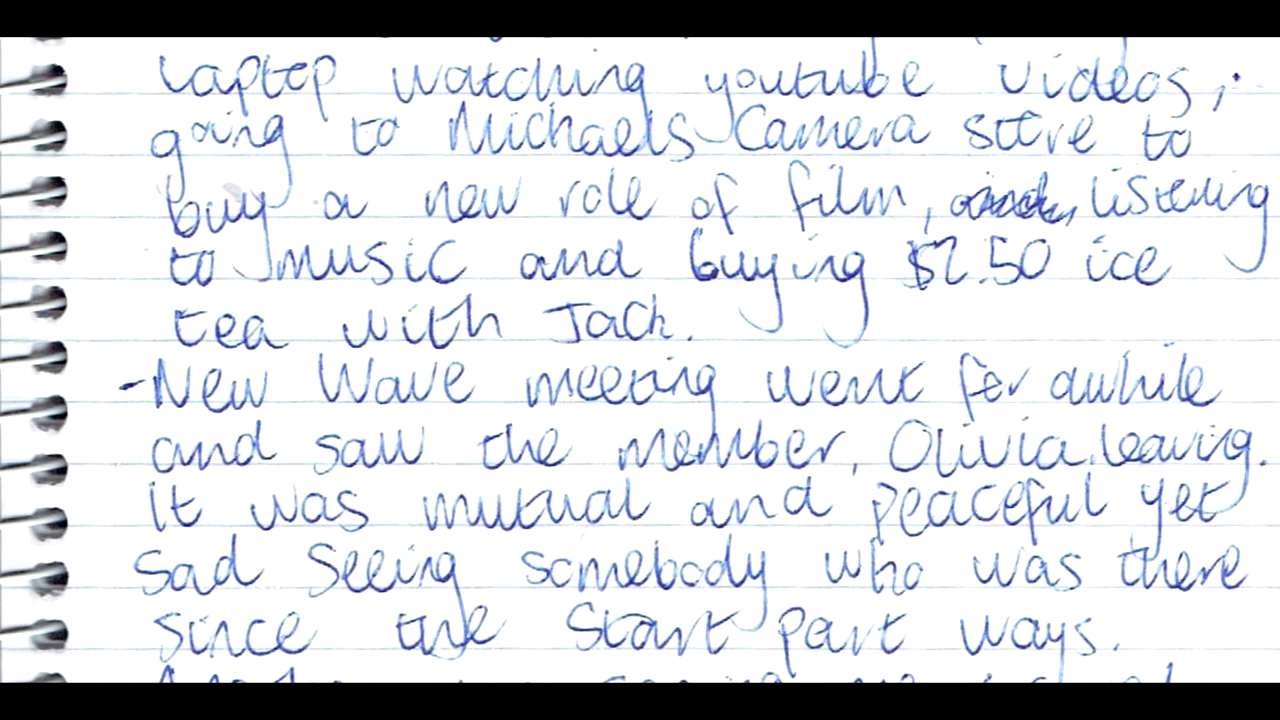 laptop watching youtube videos,
going to Michaels Camera store to
buy a new role of film, listening
to music and buying $2.50 ice
tea with Jack.
- New Wave meeting went for awhile
and saw the member, Olivia leaving.
It was mutual and peaceful yet
sad seeing somebody who was there
since the start part ways.